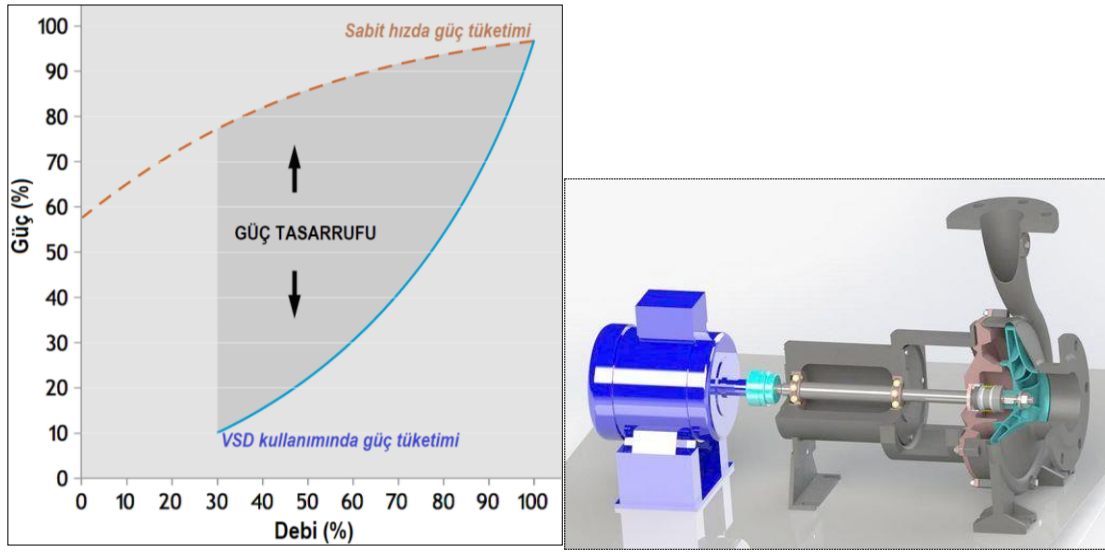 Sabit hızda güç tüketimi
100
90
80
70
60
50
40
30
20
10
0
Güç (%)
GÜÇ TASARRUFU
VSD kullanımında güç tüketimi
0 10 20 30 40 50 60 70 80 90 100
Debi (%)